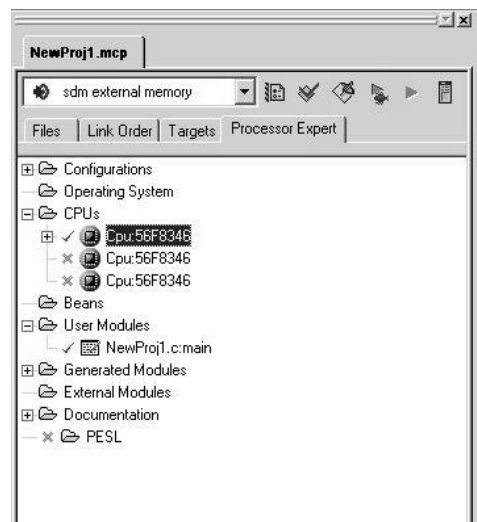 NewProj1.mcp
sdm external memory
Files Link Order Targets Processor Expert
Configurations
Operating System
CPUs
Cpu:56F8346
Cpu:56F8346
Cpu:56F8346
Beans
User Modules
NewProj1.c:main
Generated Modules
External Modules
Documentation
PESL